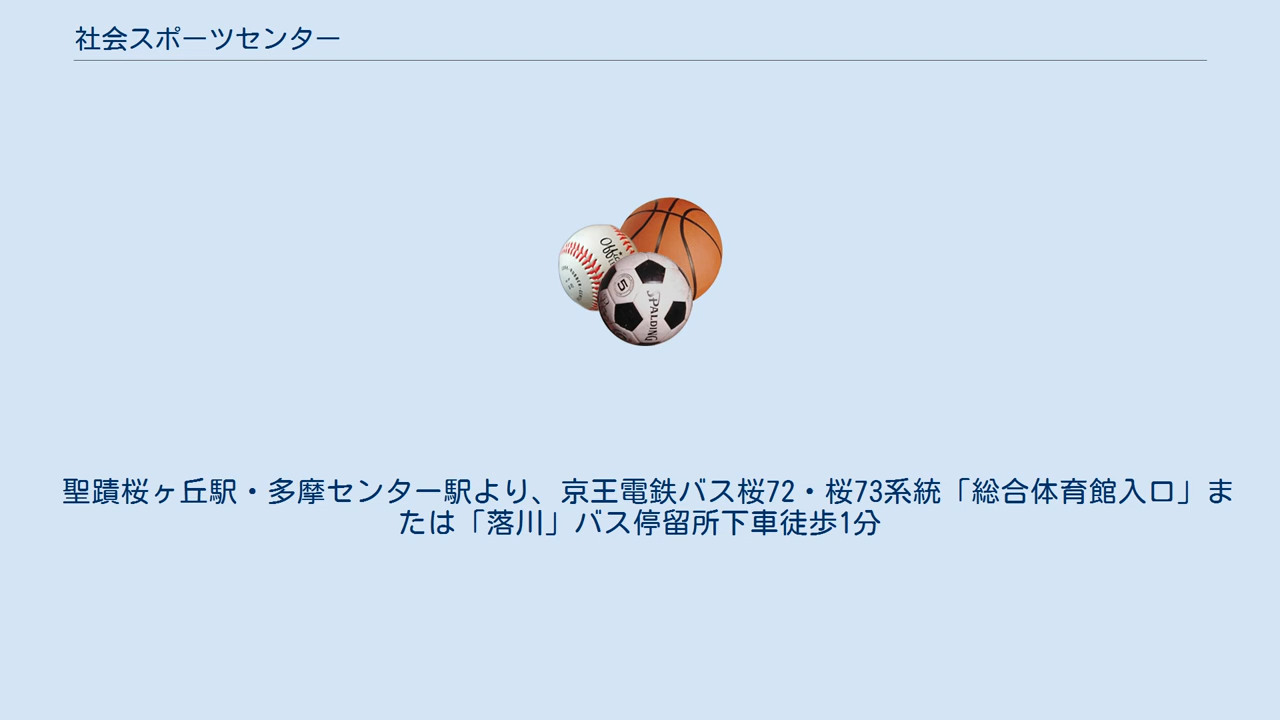 社会スポーツセンター
Offic
5
SPALDING
聖蹟桜ヶ丘駅・多摩センター駅より、京王電鉄バス桜72・桜73系統「総合体育館入口」ま
たは「落川」バス停留所下車徒歩1分